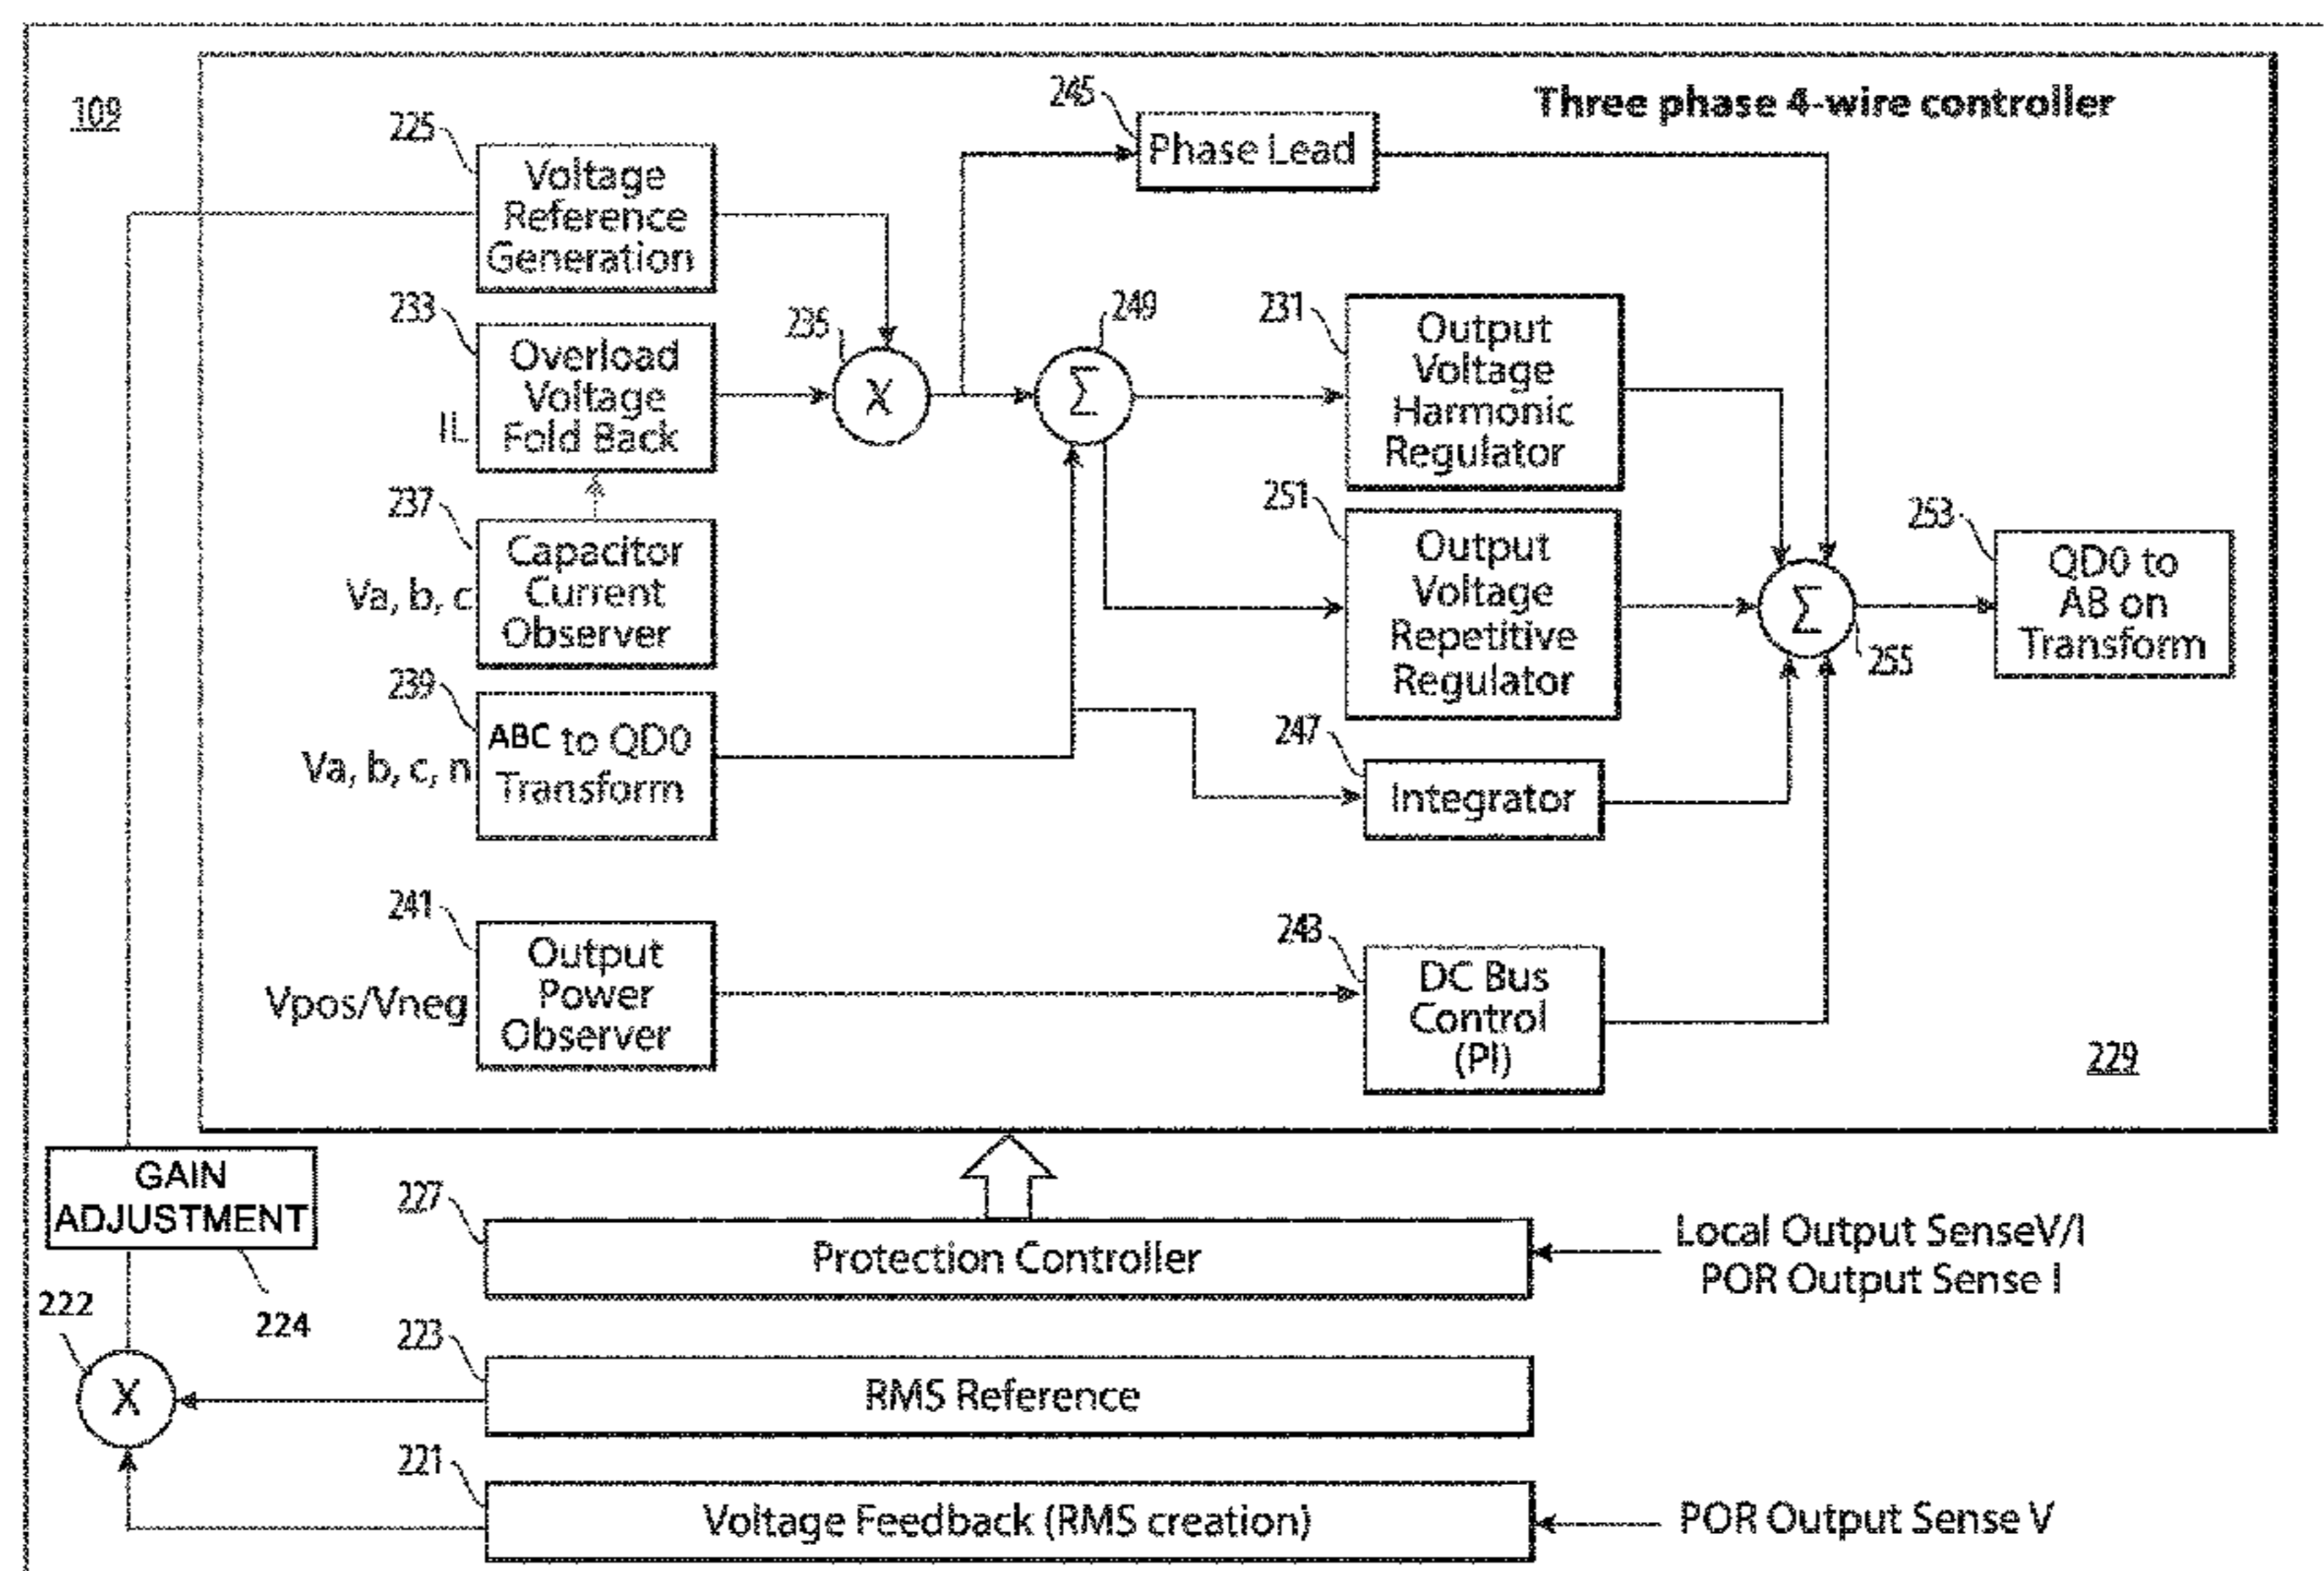 109
Three phase 4-wire controller
245
Phase Lead
225
Voltage
Reference
Generation
233
Overload
Voltage
Fold Back
IL
235
X
249
Σ
231
Output
Voltage
Harmonic
Regulator
237
Capacitor
Current
Observer
Va, b, c
251
Output
Voltage
Repetitive
Regulator
253
QD0 to
AB on
Transform
Σ
255
239
ABC to QD0
Transform
Va, b, c, n
247
Integrator
241
Output
Power
Observer
Vpos/Vneg
243
DC Bus
Control
(PI)
229
GAIN
ADJUSTMENT
224
227
Protection Controller
Local Output SenseV/I
POR Output Sense I
222
X
223
RMS Reference
221
Voltage Feedback (RMS creation)
POR Output Sense V